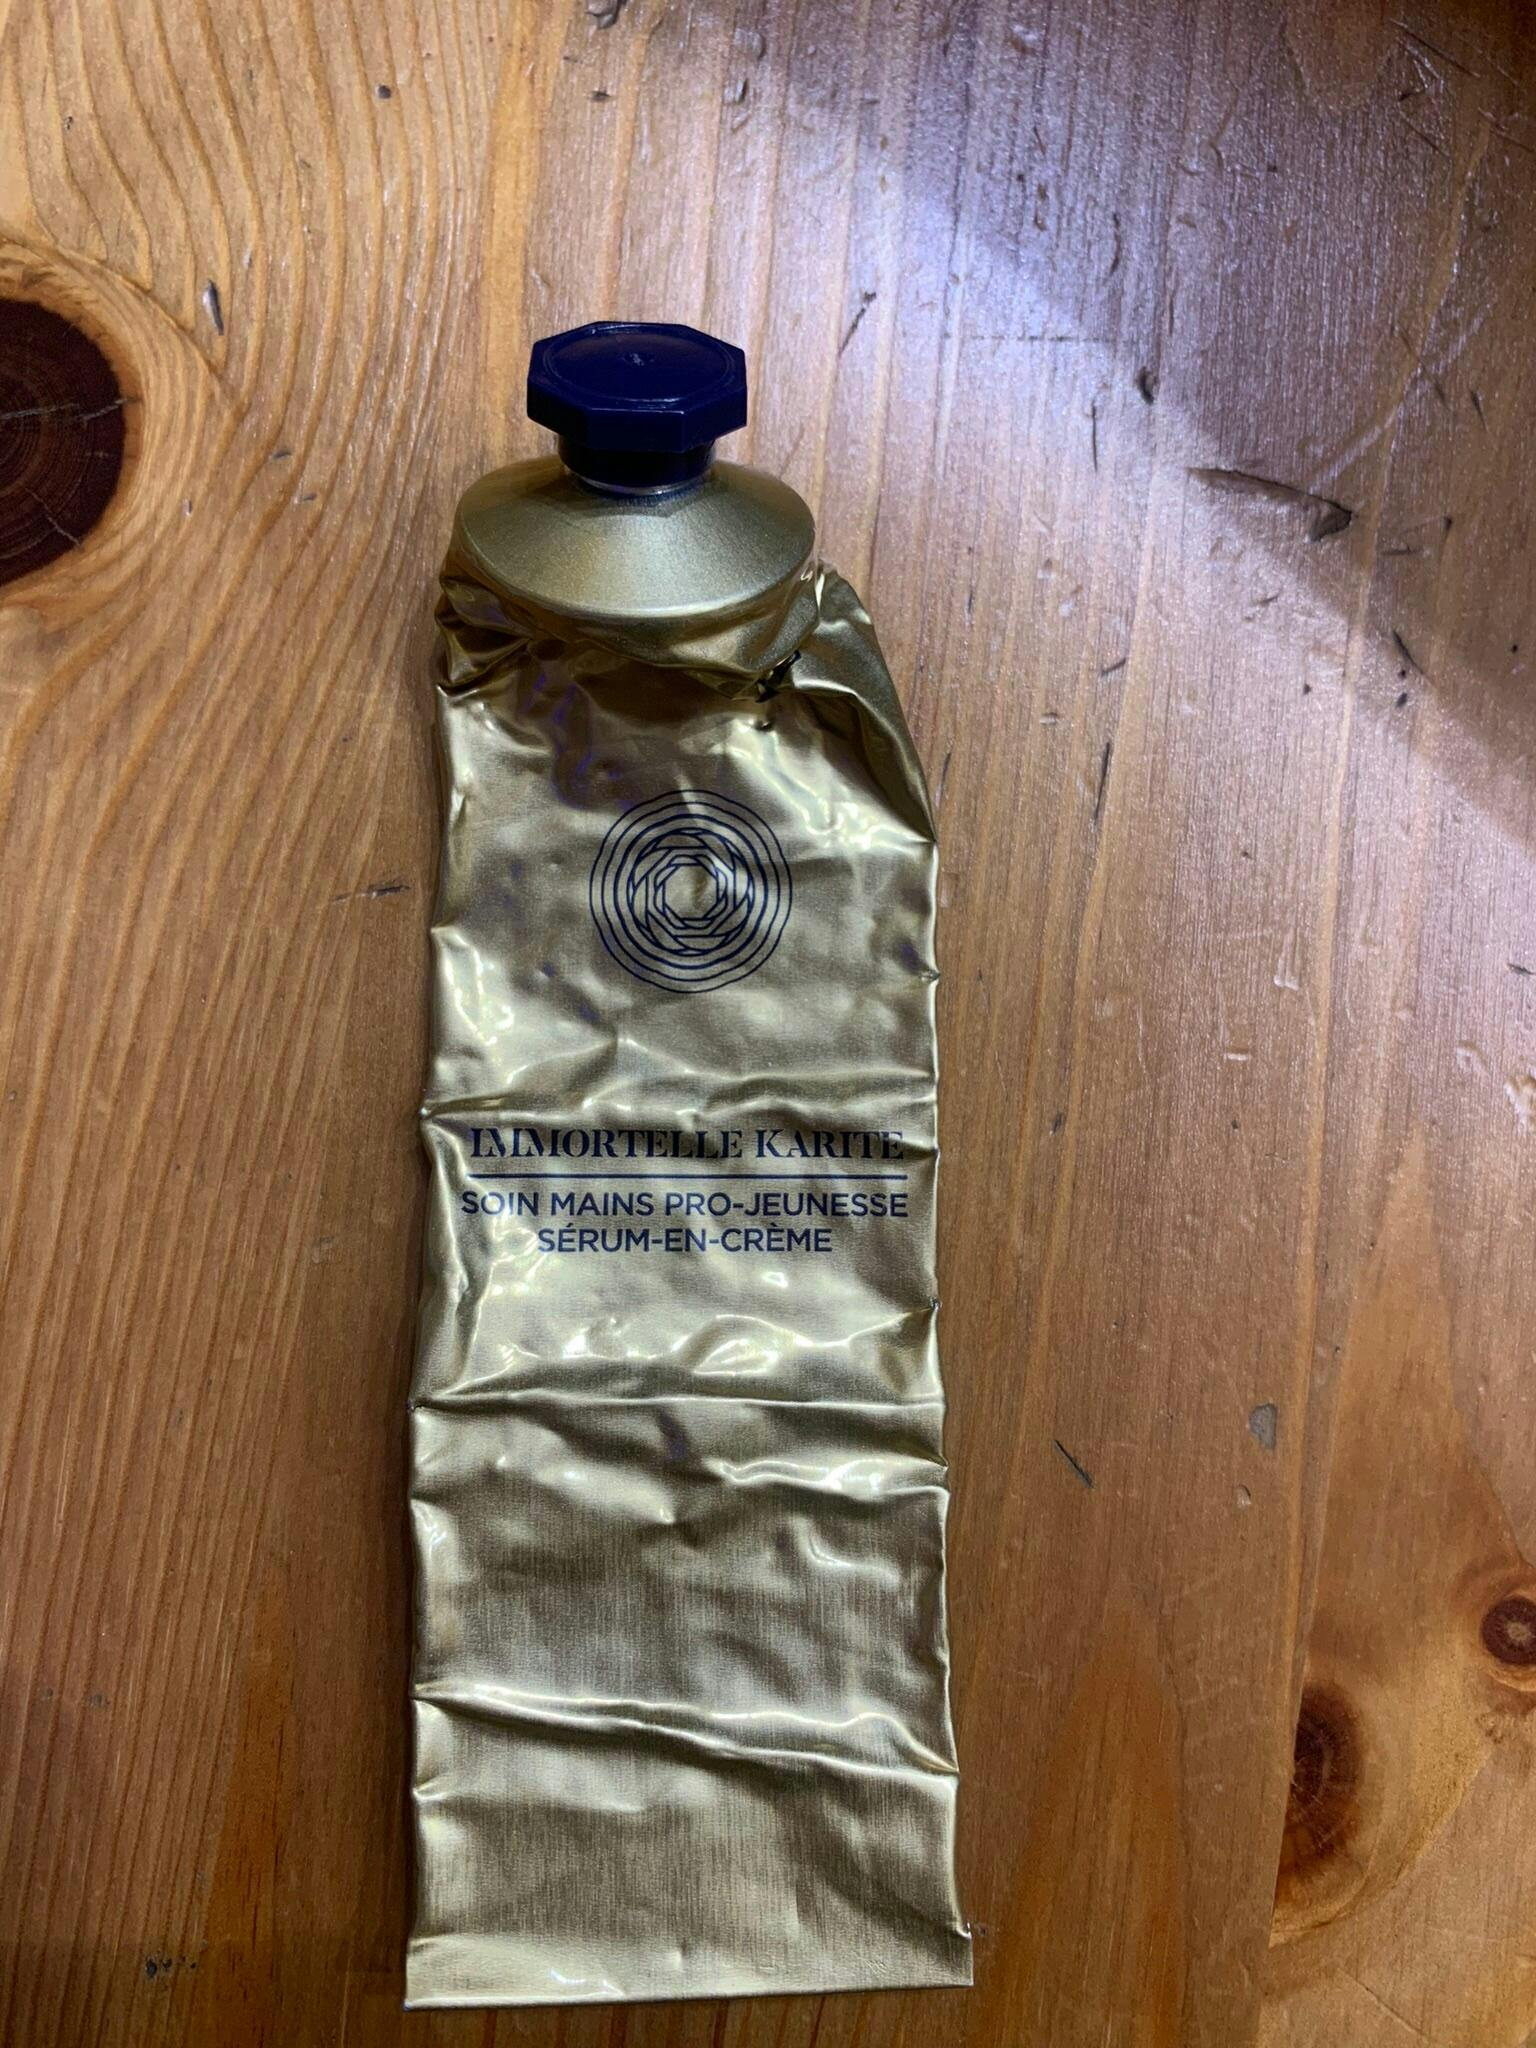 IMMORTELLE KARITE
SOIN MAINS PRO-JEUNESSE
SÉRUM-EN-CRÈME